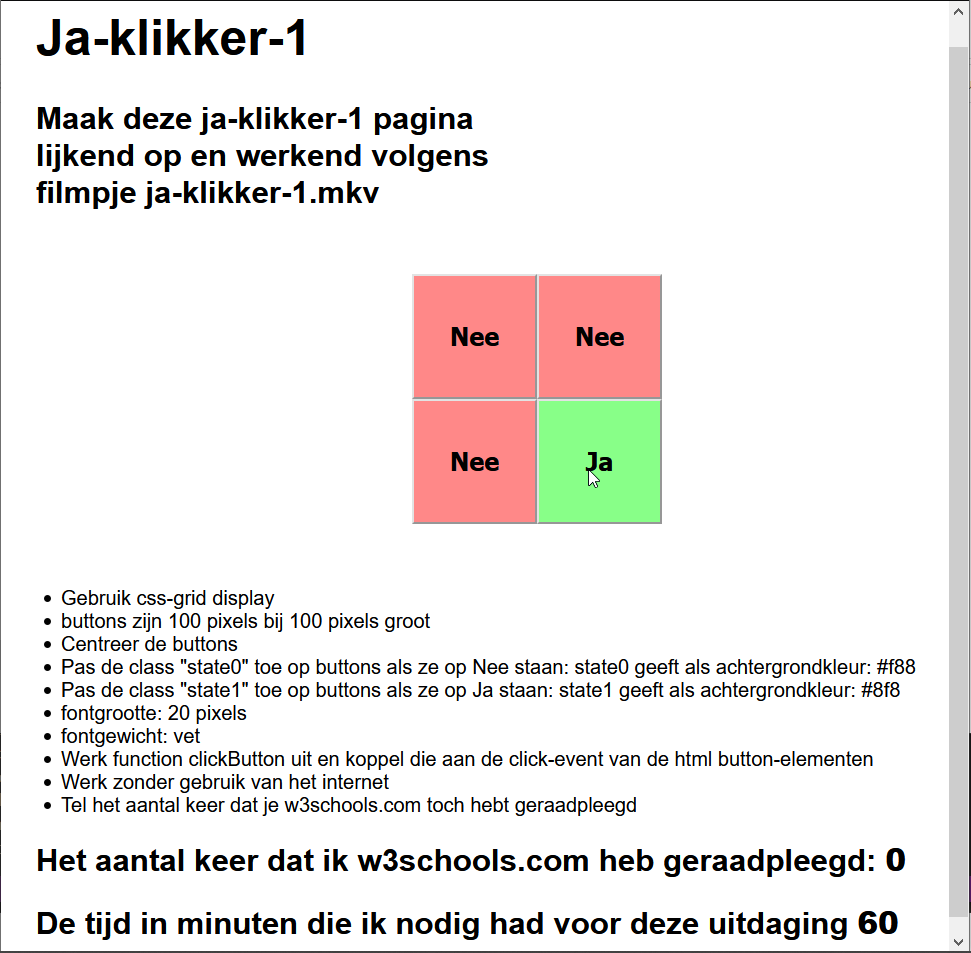 Ja-klikker-1
Maak deze ja-klikker-1 pagina
lijkend op en werkend volgens
filmpje ja-klikker-1.mkv
Nee Nee
Nee Ja
Gebruik css-grid display
buttons zijn 100 pixels bij 100 pixels groot
Centreer de buttons
Pas de class "state0" toe op buttons als ze op Nee staan: state0 geeft als achtergrondkleur: #f88
Pas de class "state1" toe op buttons als ze op Ja staan: state1 geeft als achtergrondkleur: #8f8
fontgrootte: 20 pixels
fontgewicht: vet
Werk function clickButton uit en koppel die aan de click-event van de html button-elementen
Werk zonder gebruik van het internet
Tel het aantal keer dat je w3schools.com toch hebt geraadpleegd
Het aantal keer dat ik w3schools.com heb geraadpleegd: 0
De tijd in minuten die ik nodig had voor deze uitdaging 60